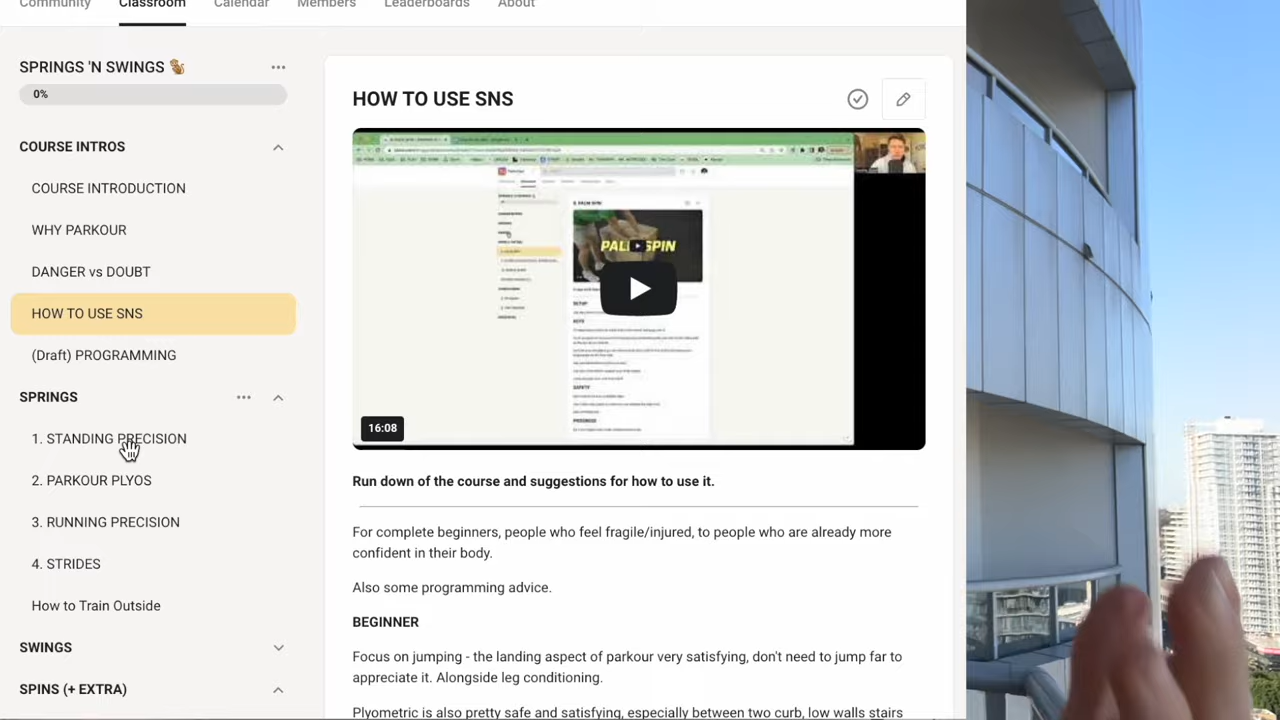 Community Classroom Calendar Members Leaderboards About
SPRINGS 'N SWINGS
0%
COURSE INTROS
COURSE INTRODUCTION
WHY PARKOUR
DANGER vs DOUBT
HOW TO USE SNS
(Draft) PROGRAMMING
SPRINGS
1. STANDING PRECISION
2. PARKOUR PLYOS
3. RUNNING PRECISION
4. STRIDES
How to Train Outside
SWINGS
SPINS (+ EXTRA)
HOW TO USE SNS
PALM SPIN
16:08
Run down of the course and suggestions for how to use it.
For complete beginners, people who feel fragile/injured, to people who are already more
confident in their body.
Also some programming advice.
BEGINNER
Focus on jumping - the landing aspect of parkour very satisfying, don't need to jump far to
appreciate it. Alongside leg conditioning.
Plyometric is also pretty safe and satisfying, especially between two curb, low walls stairs